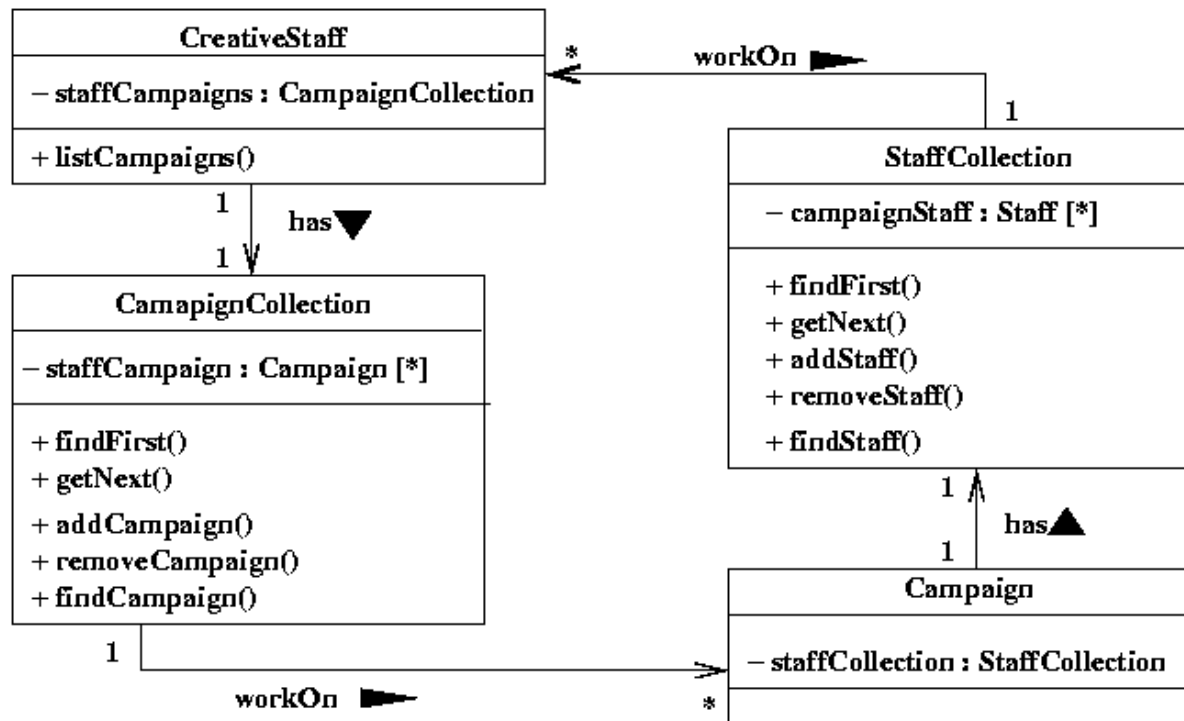 CreativeStaff
– staffCampaigns : CampaignCollection
+ listCampaigns()
*
workOn
1
StaffCollection
– campaignStaff : Staff [*]
+ findFirst()
+ getNext()
+ addStaff()
+ removeStaff()
+ findStaff()
1
has
1
CamapignCollection
– staffCampaign : Campaign [*]
+ findFirst()
+ getNext()
+ addCampaign()
+ removeCampaign()
+ findCampaign()
1
has
1
Campaign
– staffCollection : StaffCollection
1
workOn
*